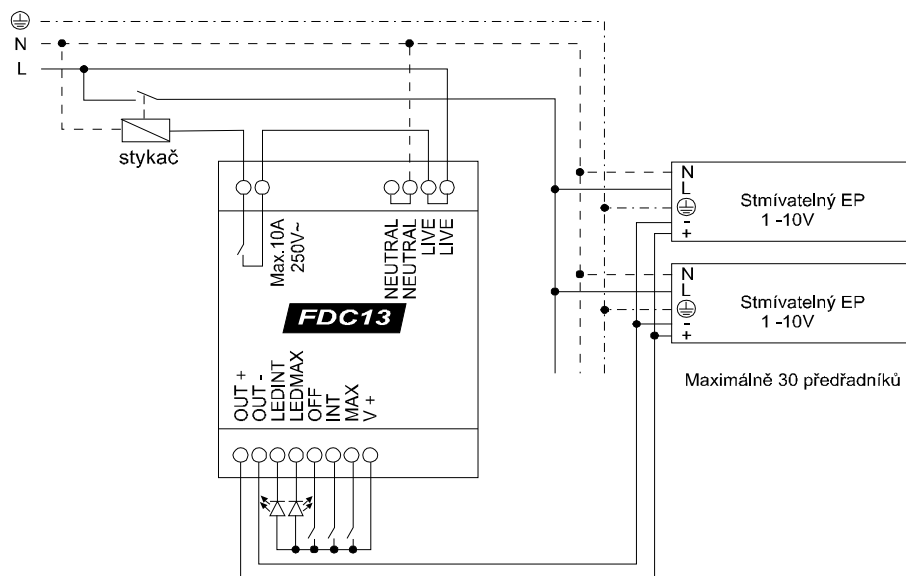 N
L
stykač
Max.10A
250V~
NEUTRAL
NEUTRAL
LIVE
LIVE
FDC13
OUT +
OUT -
LEDINT
LEDMAX
OFF
INT
MAX
V +
N
L
-
+
Stmívatelný EP
1 -10V
N
L
-
+
Stmívatelný EP
1 -10V
Maximálně 30 předřadníků